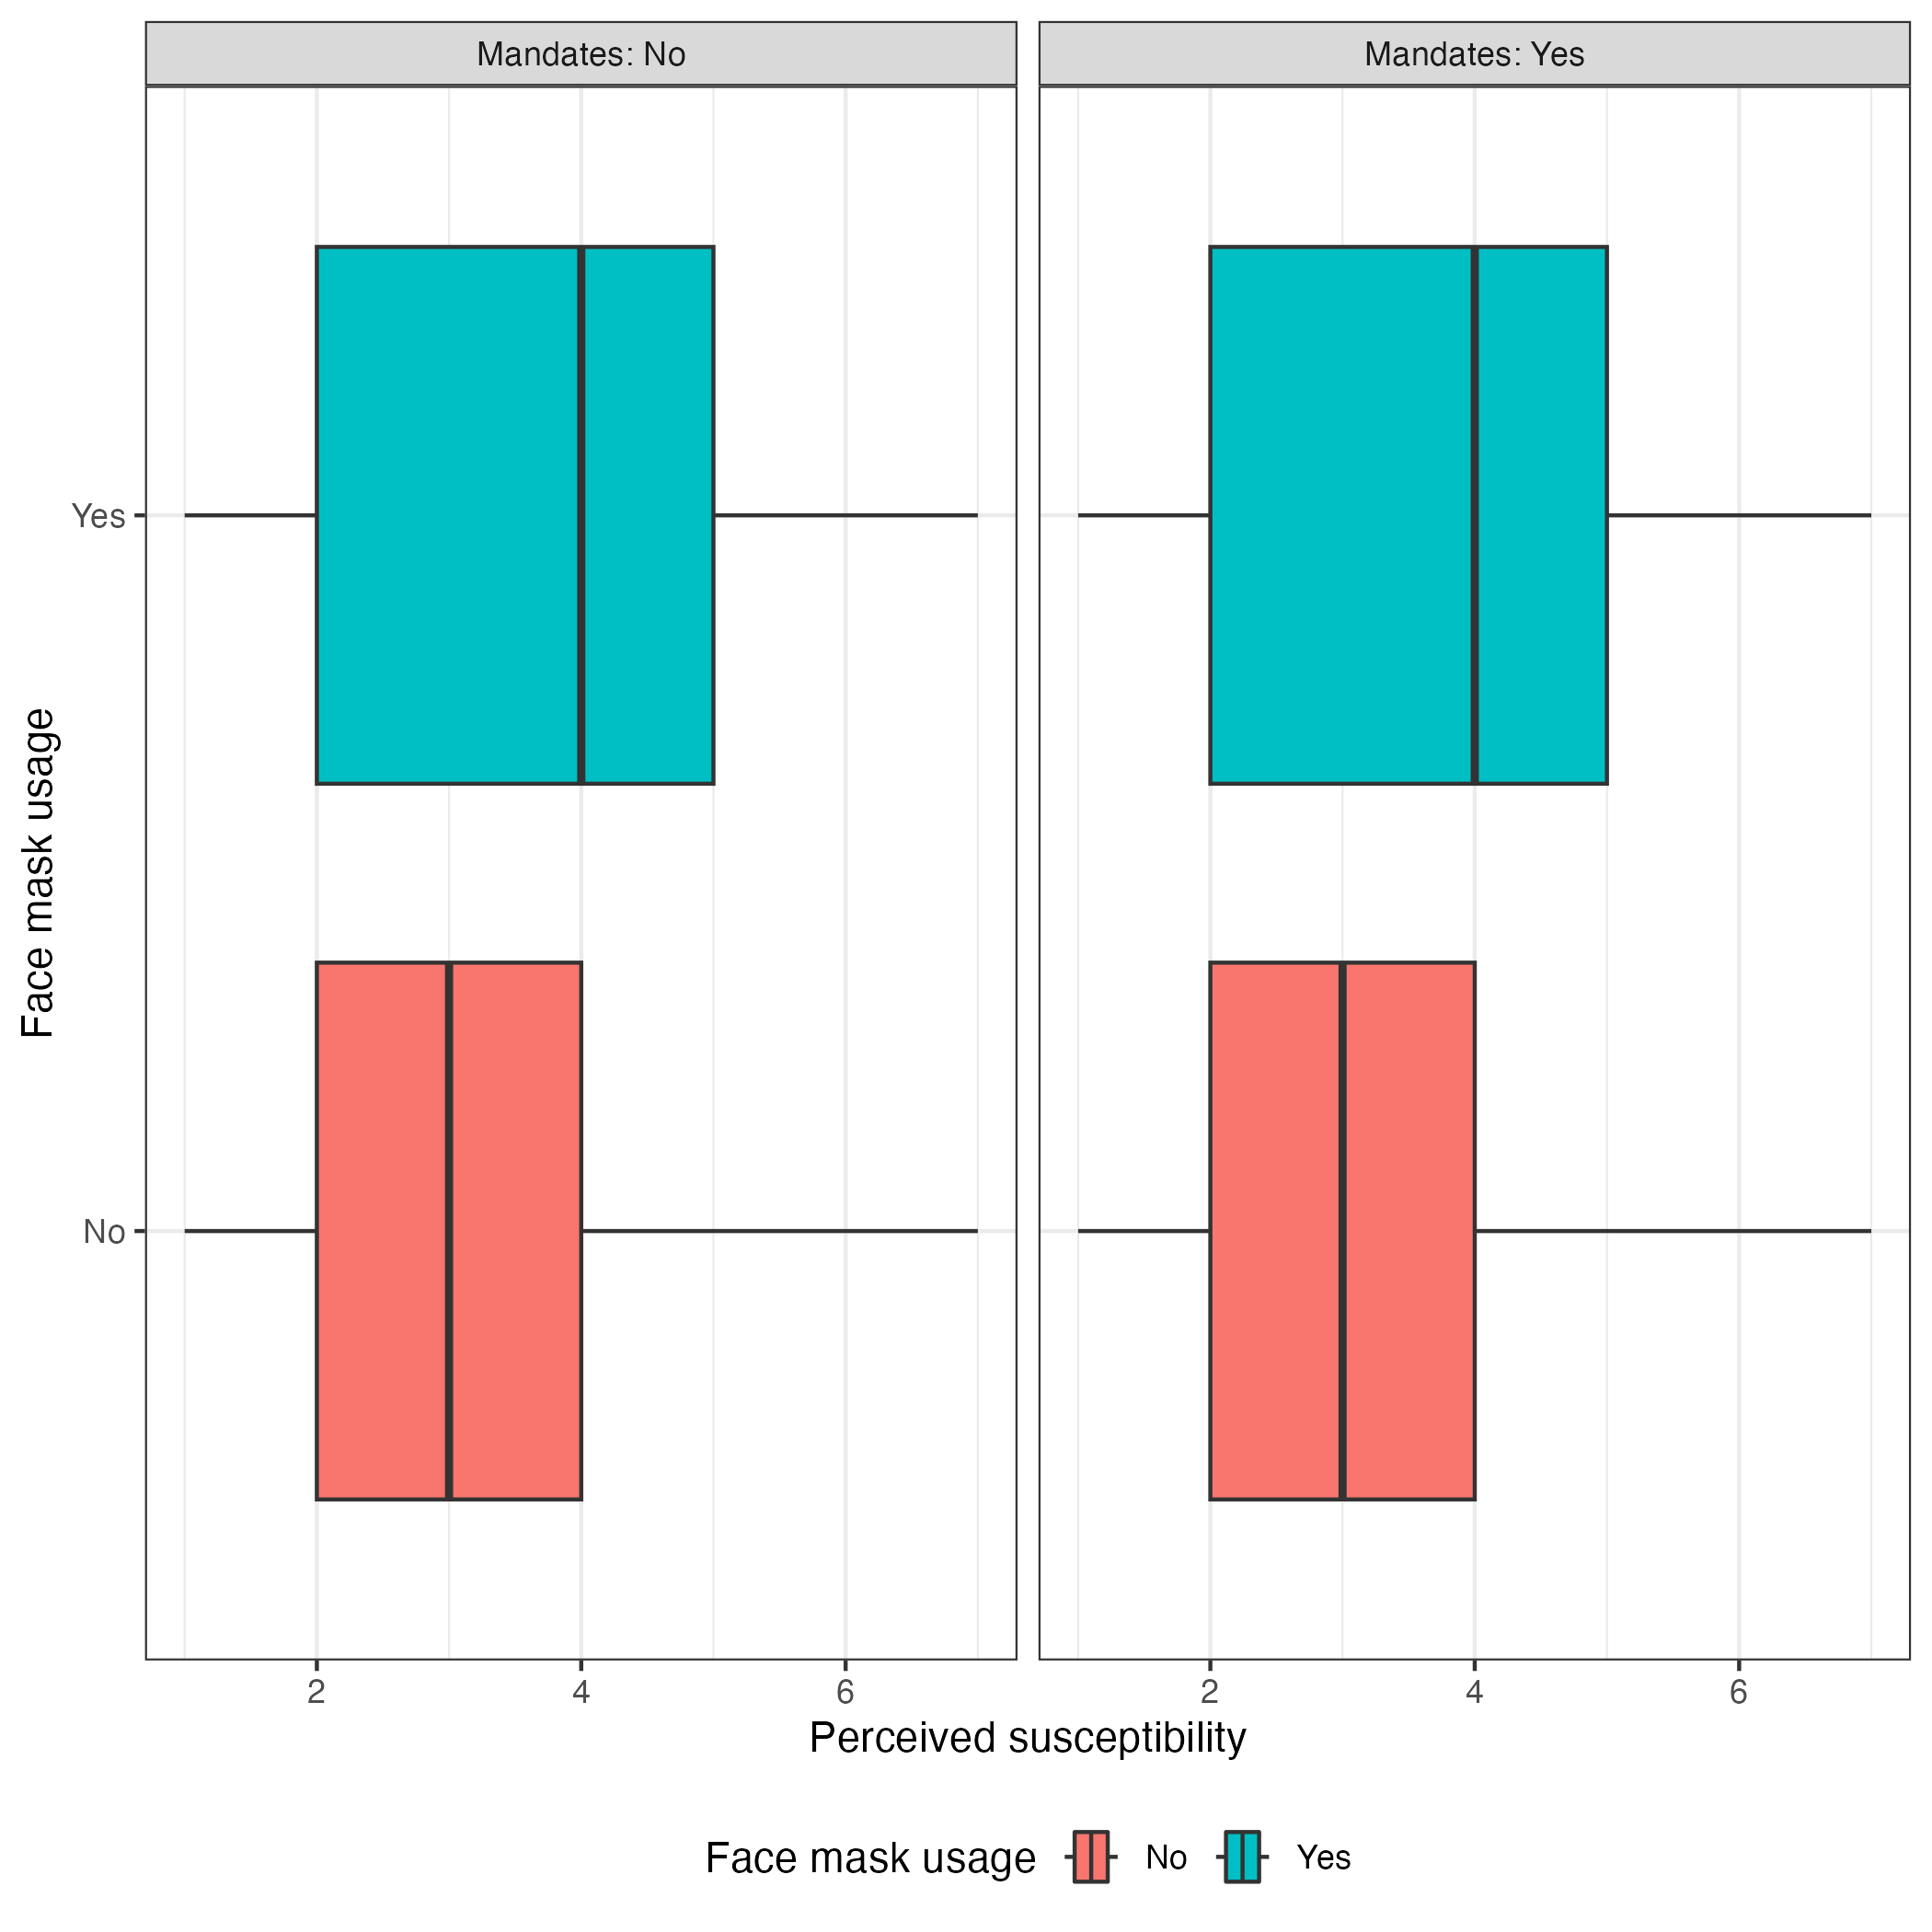 Mandates: No
Mandates: Yes
Face mask usage
Yes
No
2
4
6
2
4
6
Perceived susceptibility
Face mask usage No Yes